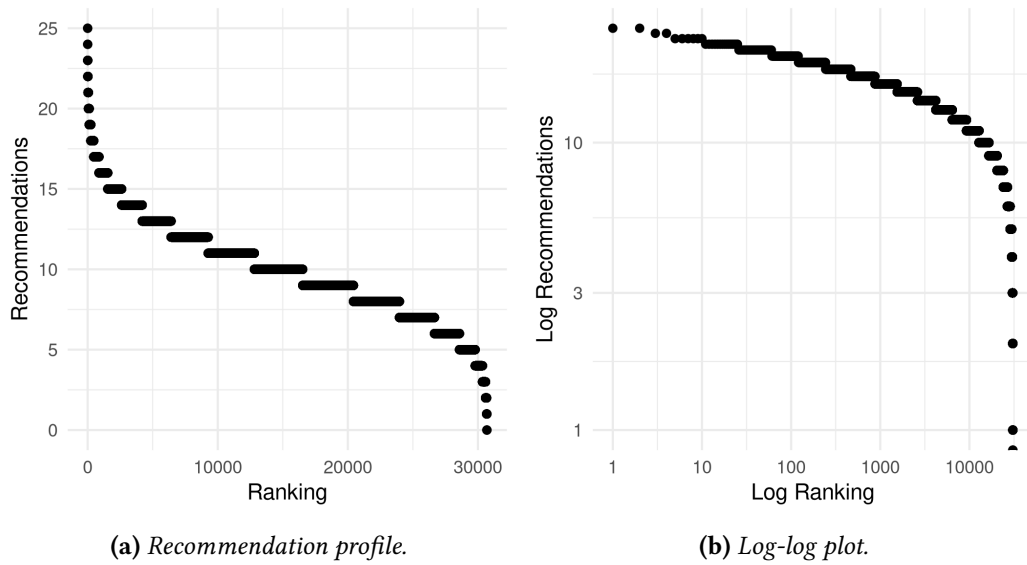 25
20
15
10
5
0
Recommendations
0 10000 20000 30000
Ranking
(a) Recommendation profile.
10
3
1
Log Recommendations
1 10 100 1000 10000
Log Ranking
(b) Log-log plot.